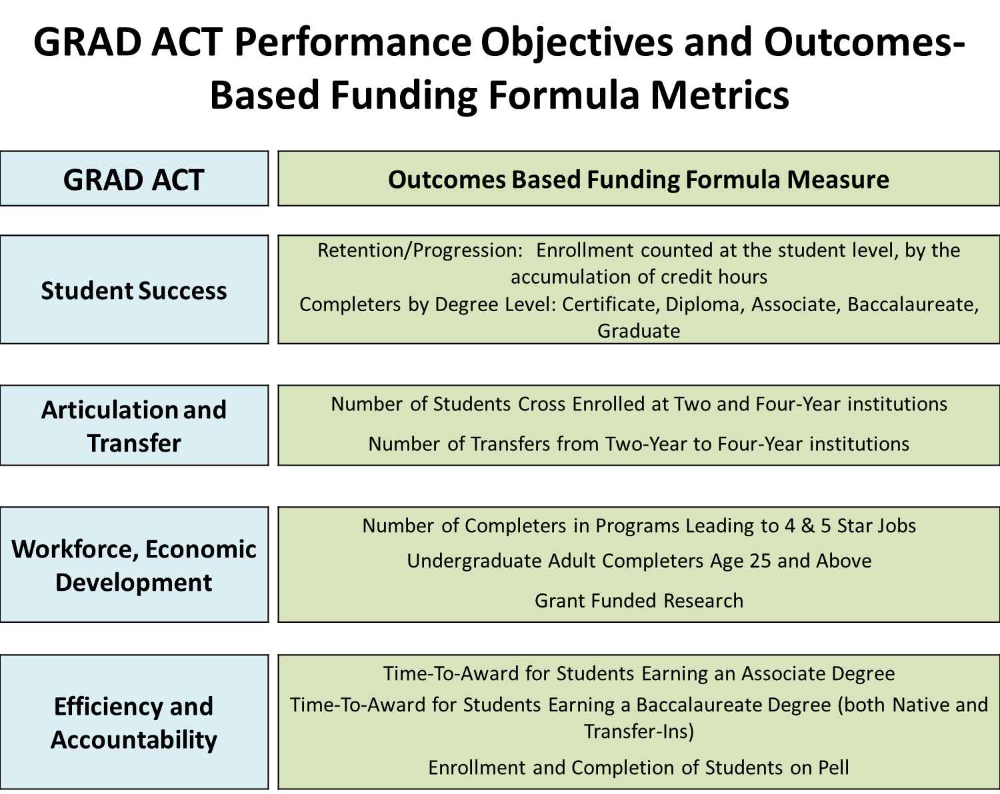 GRAD ACT Performance Objectives and Outcomes-
Based Funding Formula Metrics
GRAD ACT
Outcomes Based Funding Formula Measure
Student Success
Retention/Progression:  Enrollment counted at the student level, by the
accumulation of credit hours
Completers by Degree Level: Certificate, Diploma, Associate, Baccalaureate,
Graduate
Articulation and
Transfer
Number of Students Cross Enrolled at Two and Four-Year institutions
Number of Transfers from Two-Year to Four-Year institutions
Workforce, Economic
Development
Number of Completers in Programs Leading to 4 & 5 Star Jobs
Undergraduate Adult Completers Age 25 and Above
Grant Funded Research
Efficiency and
Accountability
Time-To-Award for Students Earning an Associate Degree
Time-To-Award for Students Earning a Baccalaureate Degree (both Native and
Transfer-Ins)
Enrollment and Completion of Students on Pell